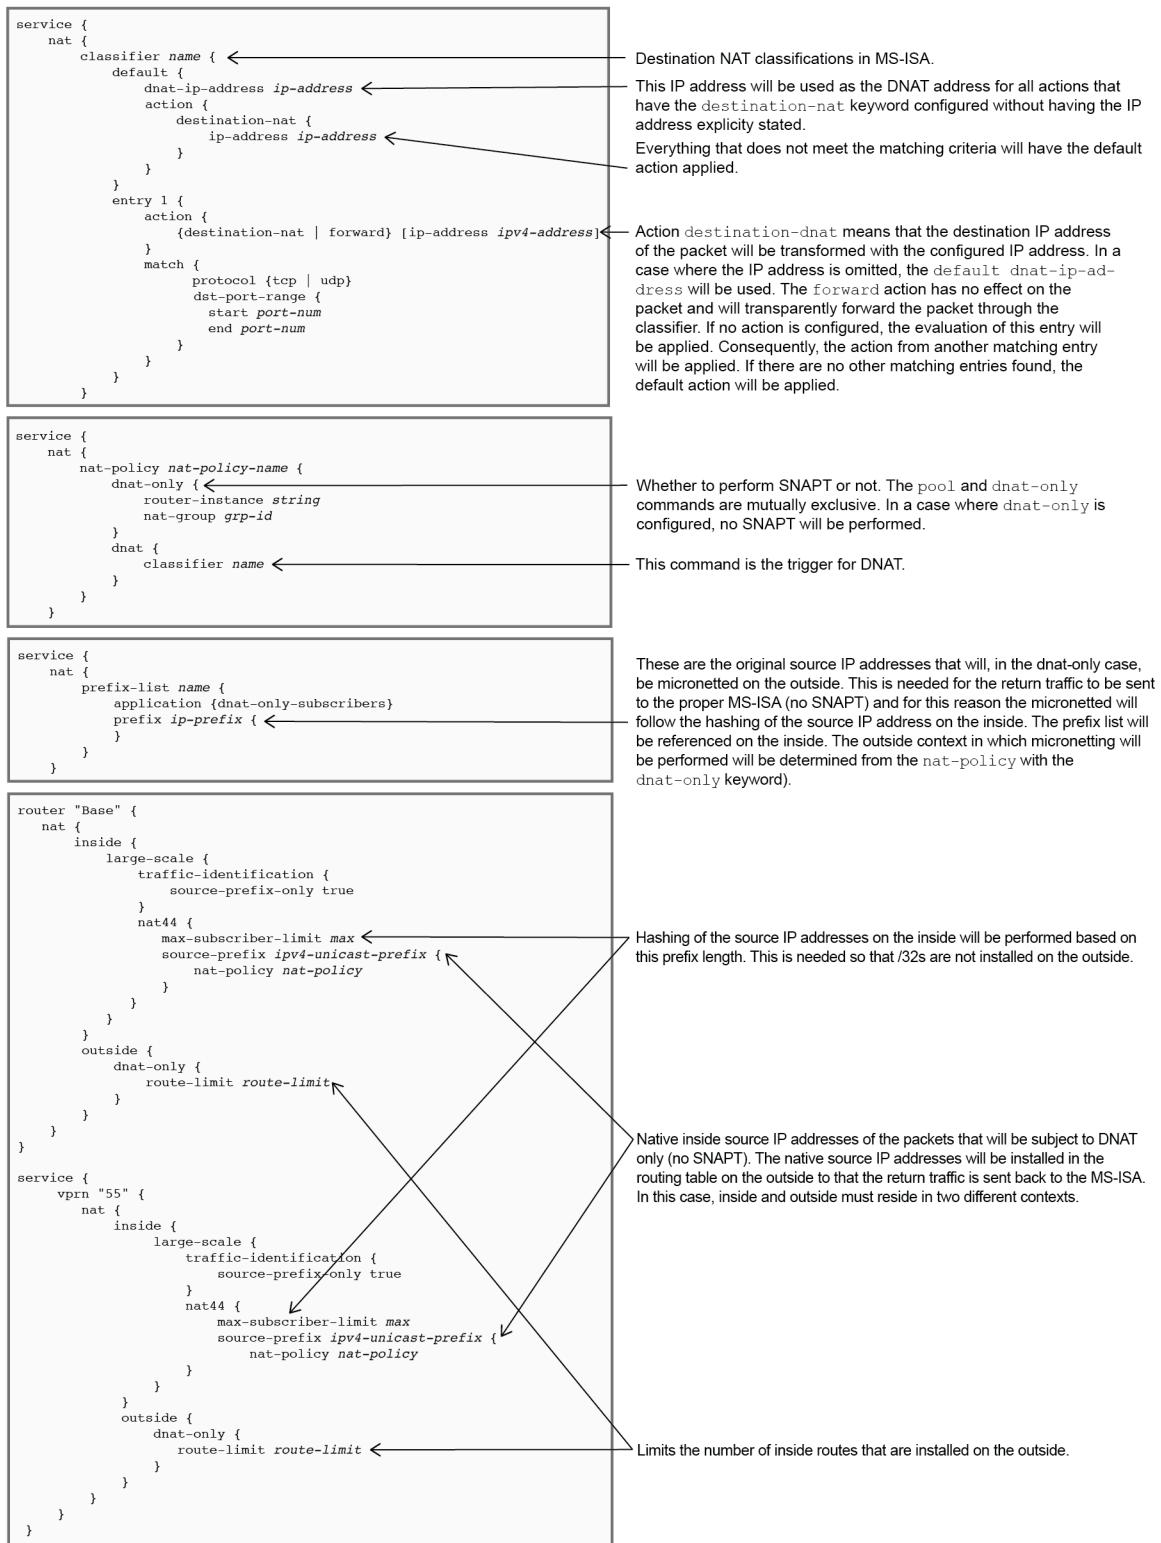 service {
nat {
classifier name {
default {
dnat-ip-address ip-address
action {
destination-nat {
ip-address ip-address
}
}
}
entry 1 {
action {
{destination-nat | forward} [ip-address ipv4-address]
}
match {
protocol {tcp | udp}
dst-port-range {
start port-num
end port-num
}
}
}
}
Destination NAT classifications in MS-ISA.
This IP address will be used as the DNAT address for all actions that
have the destination-nat keyword configured without having the IP
address explicity stated.
Everything that does not meet the matching criteria will have the default
action applied.
Action destination-dnat means that the destination IP address
of the packet will be transformed with the configured IP address. In a
case where the IP address is omitted, the default dnat-ip-ad-
dress will be used. The forward action has no effect on the
packet and will transparently forward the packet through the
classifier. If no action is configured, the evaluation of this entry will
be applied. Consequently, the action from another matching entry
will be applied. If there are no other matching entries found, the
default action will be applied.
service {
nat {
nat-policy nat-policy-name {
dnat-only {
router-instance string
nat-group grp-id
}
dnat {
classifier name
}
}
}
Whether to perform SNAPT or not. The pool and dnat-only
commands are mutually exclusive. In a case where dnat-only is
configured, no SNAPT will be performed.
This command is the trigger for DNAT.
service {
nat {
prefix-list name {
application {dnat-only-subscribers}
prefix ip-prefix {
}
}
}
These are the original source IP addresses that will, in the dnat-only case,
be micronetted on the outside. This is needed for the return traffic to be sent
to the proper MS-ISA (no SNAPT) and for this reason the micronetted will
follow the hashing of the source IP address on the inside. The prefix list will
be referenced on the inside. The outside context in which micronetting will
be performed will be determined from the nat-policy with the
dnat-only keyword).
router "Base" {
nat {
inside {
large-scale {
traffic-identification {
source-prefix-only true
}
nat44 {
max-subscriber-limit max
source-prefix ipv4-unicast-prefix {
nat-policy nat-policy
}
}
}
}
outside {
dnat-only {
route-limit route-limit
}
}
}
}
service {
vprn "55" {
nat {
inside {
large-scale {
traffic-identification {
source-prefix-only true
}
nat44 {
max-subscriber-limit max
source-prefix ipv4-unicast-prefix {
nat-policy nat-policy
}
}
}
outside {
dnat-only {
route-limit route-limit
}
}
}
}
}
Hashing of the source IP addresses on the inside will be performed based on
this prefix length. This is needed so that /32s are not installed on the outside.
Native inside source IP addresses of the packets that will be subject to DNAT
only (no SNAPT). The native source IP addresses will be installed in the
routing table on the outside to that the return traffic is sent back to the MS-ISA.
In this case, inside and outside must reside in two different contexts.
Limits the number of inside routes that are installed on the outside.